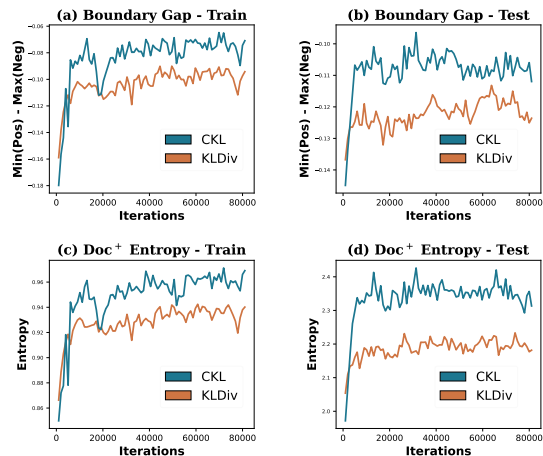 (a) Boundary Gap - Train
Min(Pos) - Max(Neg)
−0.06
−0.08
−0.10
−0.12
−0.14
−0.16
−0.18
CKL
KLDiv
0 20000 40000 60000 80000
Iterations
(b) Boundary Gap - Test
Min(Pos) - Max(Neg)
−0.10
−0.11
−0.12
−0.13
−0.14
CKL
KLDiv
0 20000 40000 60000 80000
Iterations
(c) Doc⁺ Entropy - Train
Entropy
0.96
0.94
0.92
0.90
0.88
0.86
CKL
KLDiv
0 20000 40000 60000 80000
Iterations
(d) Doc⁺ Entropy - Test
Entropy
2.4
2.3
2.2
2.1
2.0
CKL
KLDiv
0 20000 40000 60000 80000
Iterations